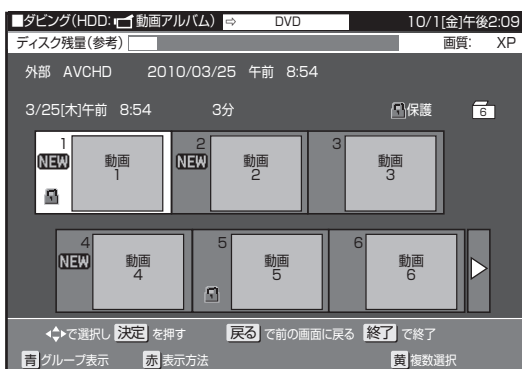 ■ダビング(HDD:動画アルバム) ⇨ DVD 10/1[金]午後2:09
ディスク残量(参考) 画質: XP
外部 AVCHD 2010/03/25 午前 8:54
3/25[木]午前 8:54 3分 保護 6
1 NEW 動画 1
2 NEW 動画 2
3 動画 3
4 NEW 動画 4
5 動画 5
6 動画 6
で選択し 決定 を押す 戻る で前の画面に戻る 終了 で終了
青 グループ表示 赤 表示方法 黄 複数選択